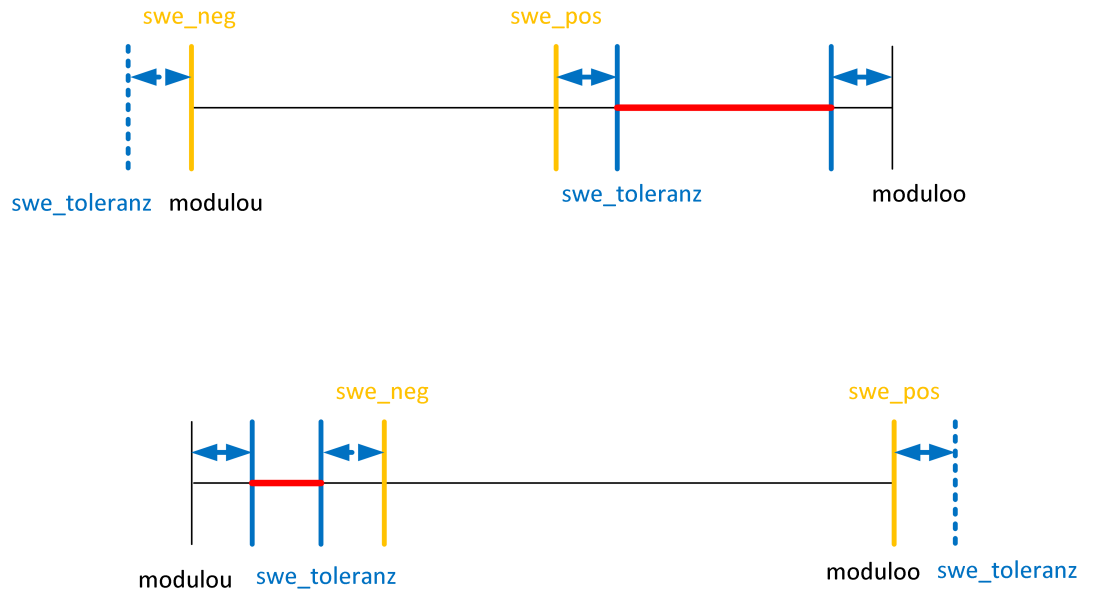 swe_neg
swe_pos
swe_toleranz
modulou
swe_toleranz
moduloo
swe_neg
swe_pos
modulou
swe_toleranz
moduloo
swe_toleranz